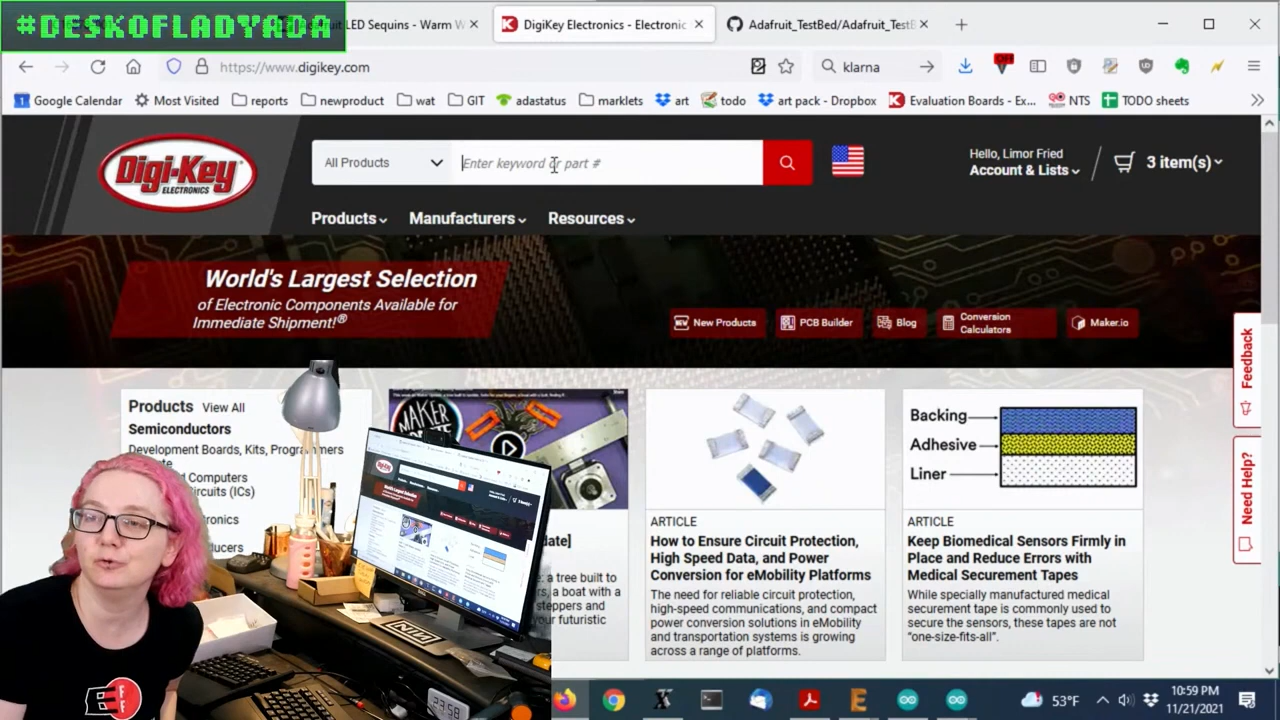 #DESKOFLADYADA
LED Sequins - Warm W
DigiKey Electronics - Electronic
Adafruit_TestBed/Adafruit_TestB
https://www.digikey.com
klarna
OFF
Google Calendar
Most Visited
reports
newproduct
wat
GIT
adastatus
marklets
art
todo
art pack - Dropbox
Evaluation Boards - Ex...
NTS
TODO sheets
Digi-Key
ELECTRONICS
All Products
Enter keyword or part #
Hello, Limor Fried
Account & Lists
3 item(s)
Products
Manufacturers
Resources
World's Largest Selection
of Electronic Components Available for
Immediate Shipment!®
New Products
PCB Builder
Blog
Conversion
Calculators
Maker.io
Feedback
Need Help?
Products View All
Semiconductors
Development Boards, Kits, Programmers
Computers
Circuits (ICs)
MAKER
Backing
Adhesive
Liner
ARTICLE
How to Ensure Circuit Protection,
High Speed Data, and Power
Conversion for eMobility Platforms
The need for reliable circuit protection,
high-speed communications, and compact
power conversion solutions in eMobility
and transportation systems is growing
across a range of platforms.
ARTICLE
Keep Biomedical Sensors Firmly in
Place and Reduce Errors with
Medical Securement Tapes
While specially manufactured medical
securement tape is commonly used to
secure the sensors, these tapes are not
"one-size-fits-all".
: a tree built to
, a boat with a
steppers and
your futuristic
23:58
53°F
10:59 PM
11/21/2021